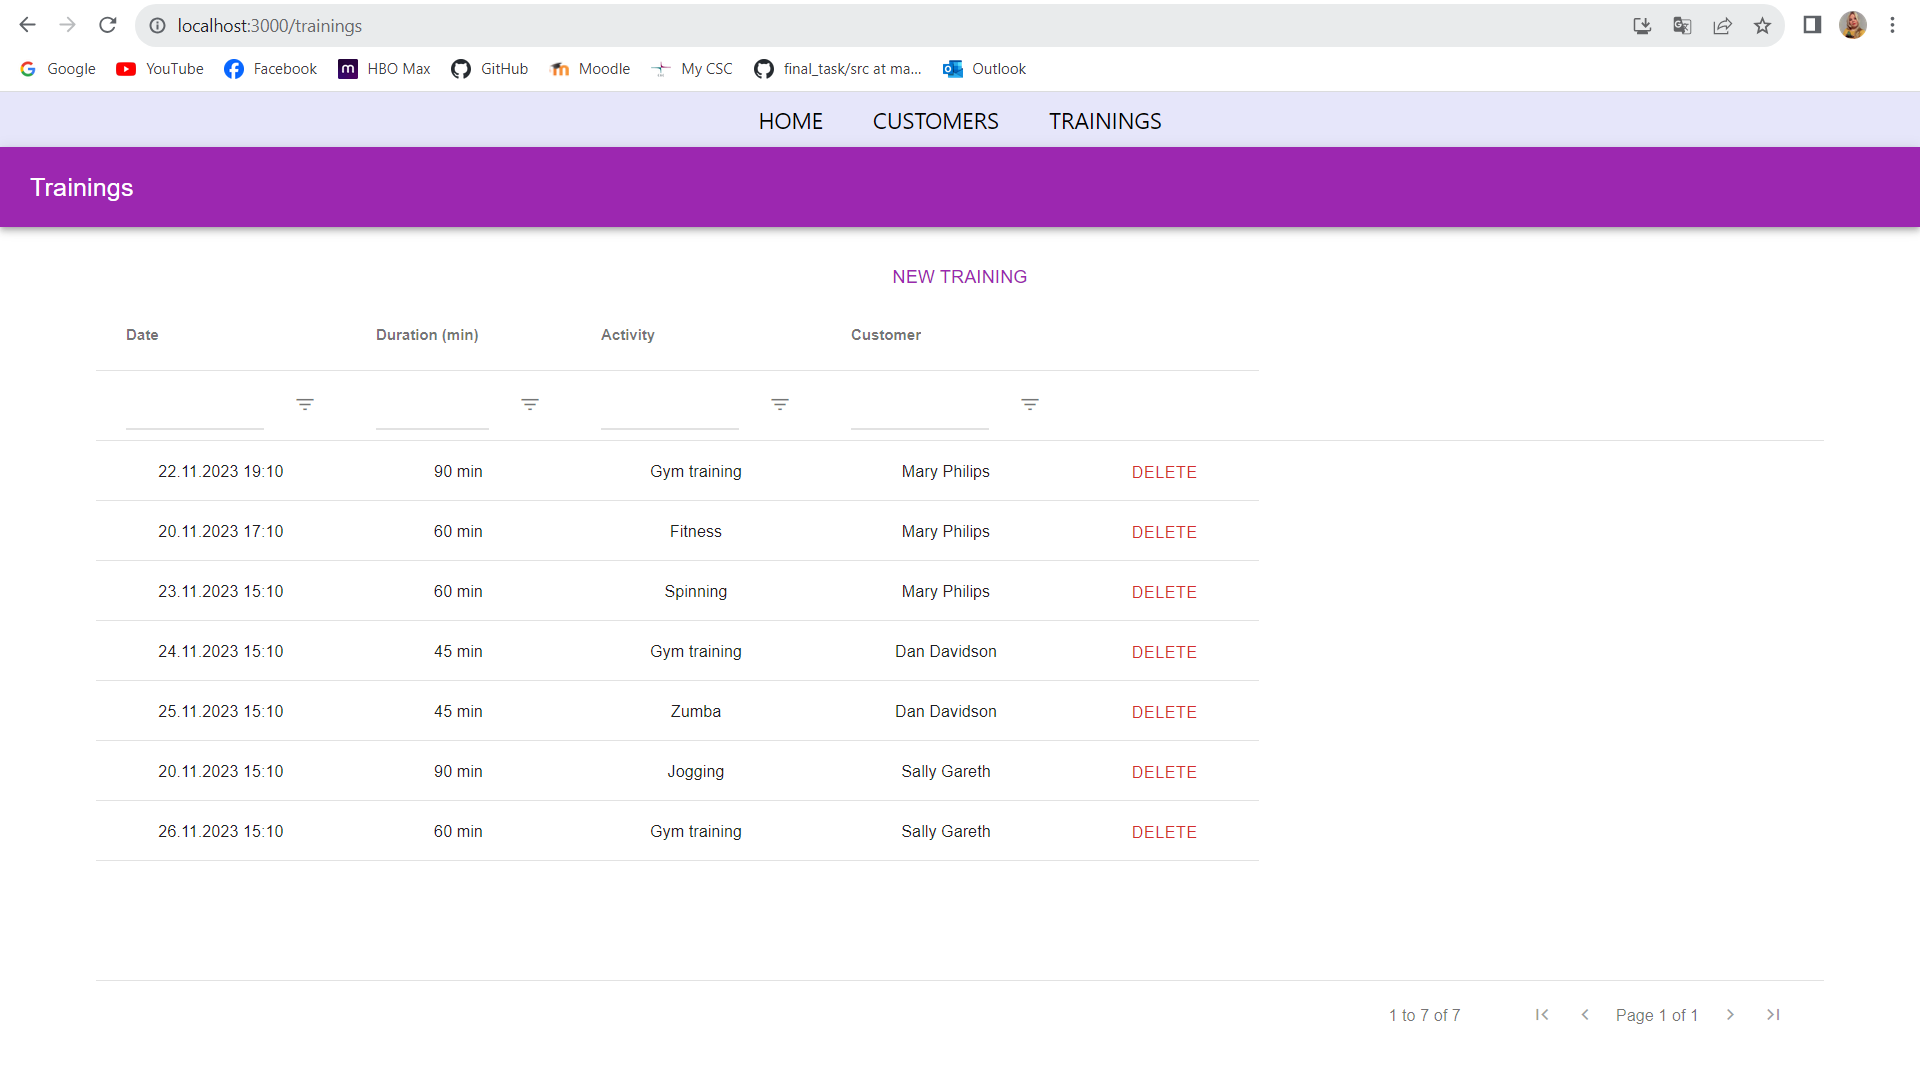 localhost:3000/trainings
Google YouTube Facebook HBO Max GitHub Moodle My CSC final_task/src at ma... Outlook
HOME CUSTOMERS TRAININGS
Trainings
NEW TRAINING
Date Duration (min) Activity Customer
22.11.2023 19:10 90 min Gym training Mary Philips DELETE
20.11.2023 17:10 60 min Fitness Mary Philips DELETE
23.11.2023 15:10 60 min Spinning Mary Philips DELETE
24.11.2023 15:10 45 min Gym training Dan Davidson DELETE
25.11.2023 15:10 45 min Zumba Dan Davidson DELETE
20.11.2023 15:10 90 min Jogging Sally Gareth DELETE
26.11.2023 15:10 60 min Gym training Sally Gareth DELETE
1 to 7 of 7 Page 1 of 1